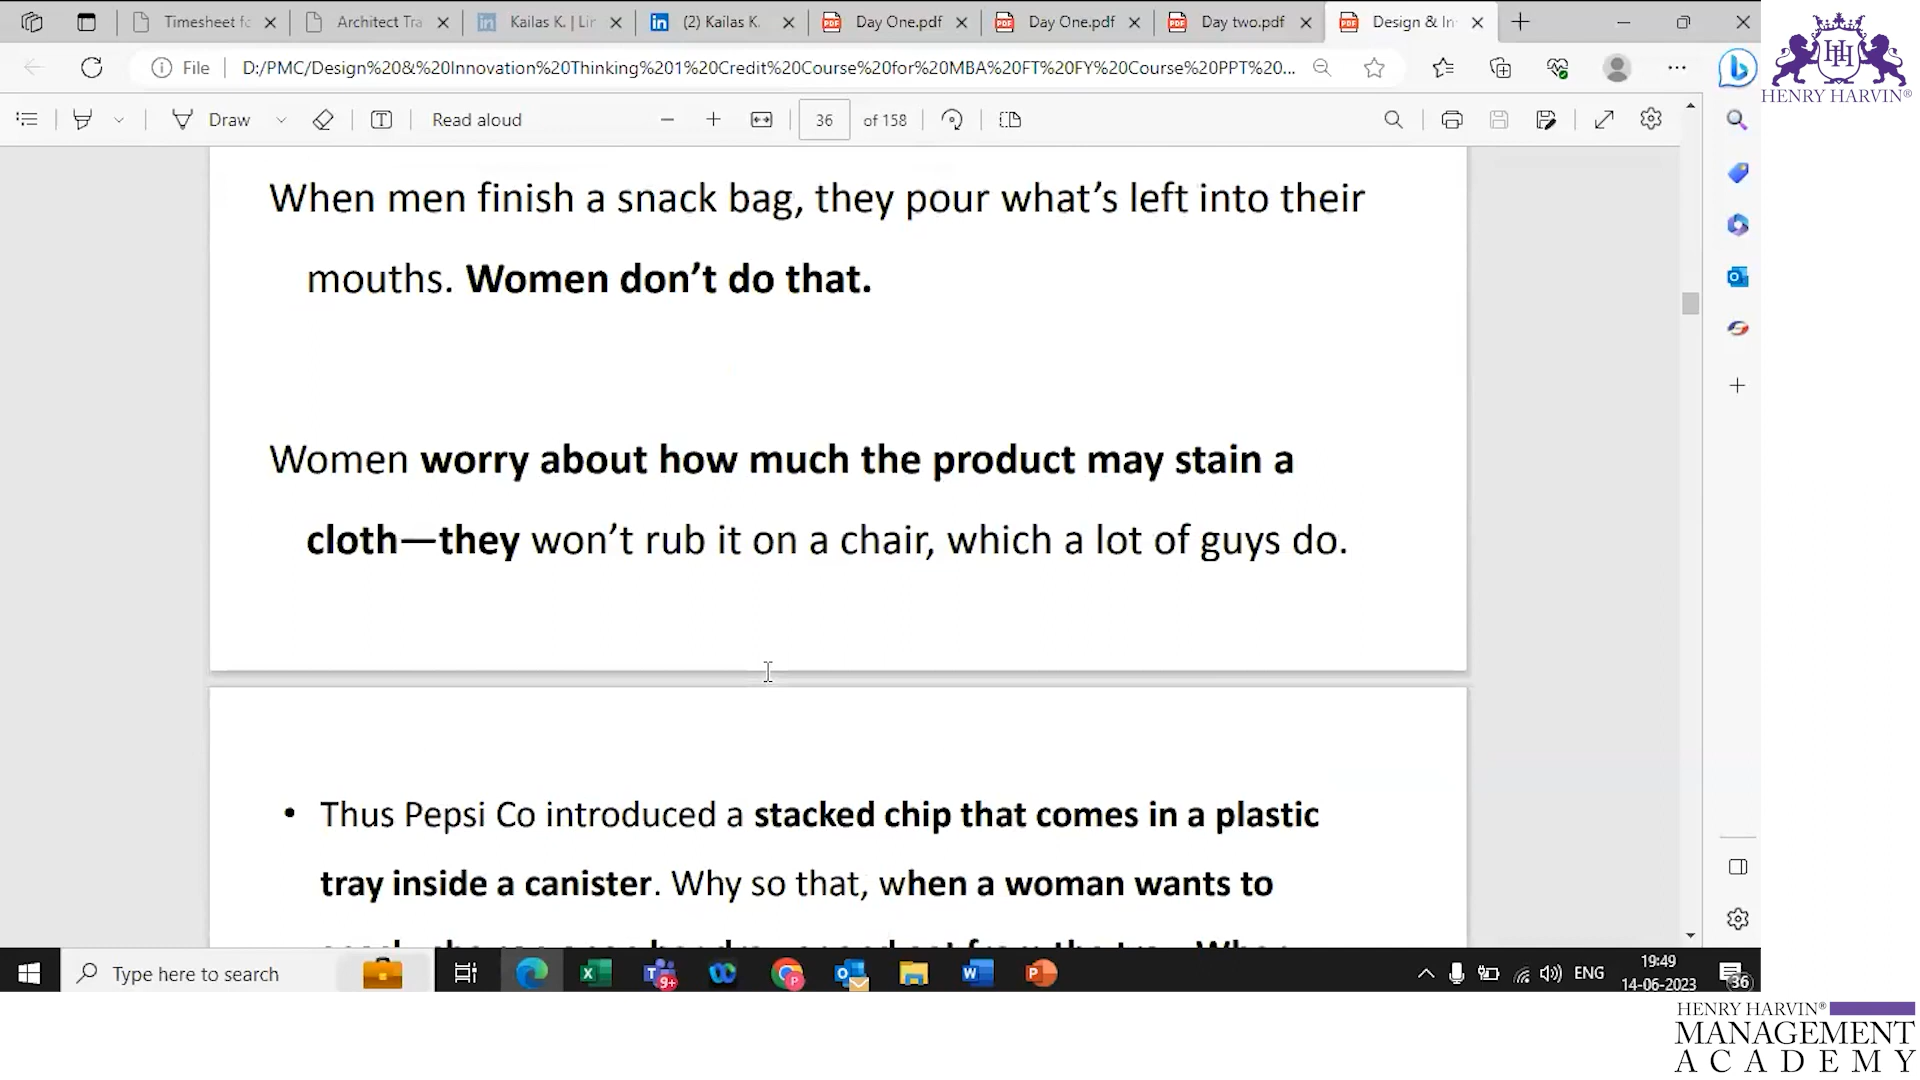 Timesheet fo
Architect Tra
Kailas K. | Lin
(2) Kailas K.
Day One.pdf
Day One.pdf
Day two.pdf
Design & In
File
D:/PMC/Design%20&%20Innovation%20Thinking%201%20Credit%20Course%20for%20MBA%20FT%20FY%20Course%20PPT%20...
HENRY HARVIN®
Draw
Read aloud
36
of 158
When men finish a snack bag, they pour what’s left into their
mouths. Women don’t do that.
Women worry about how much the product may stain a
cloth—they won’t rub it on a chair, which a lot of guys do.
• Thus Pepsi Co introduced a stacked chip that comes in a plastic
tray inside a canister. Why so that, when a woman wants to
Type here to search
ENG
19:49
14-06-2023
36
HENRY HARVIN®
MANAGEMENT
ACADEMY